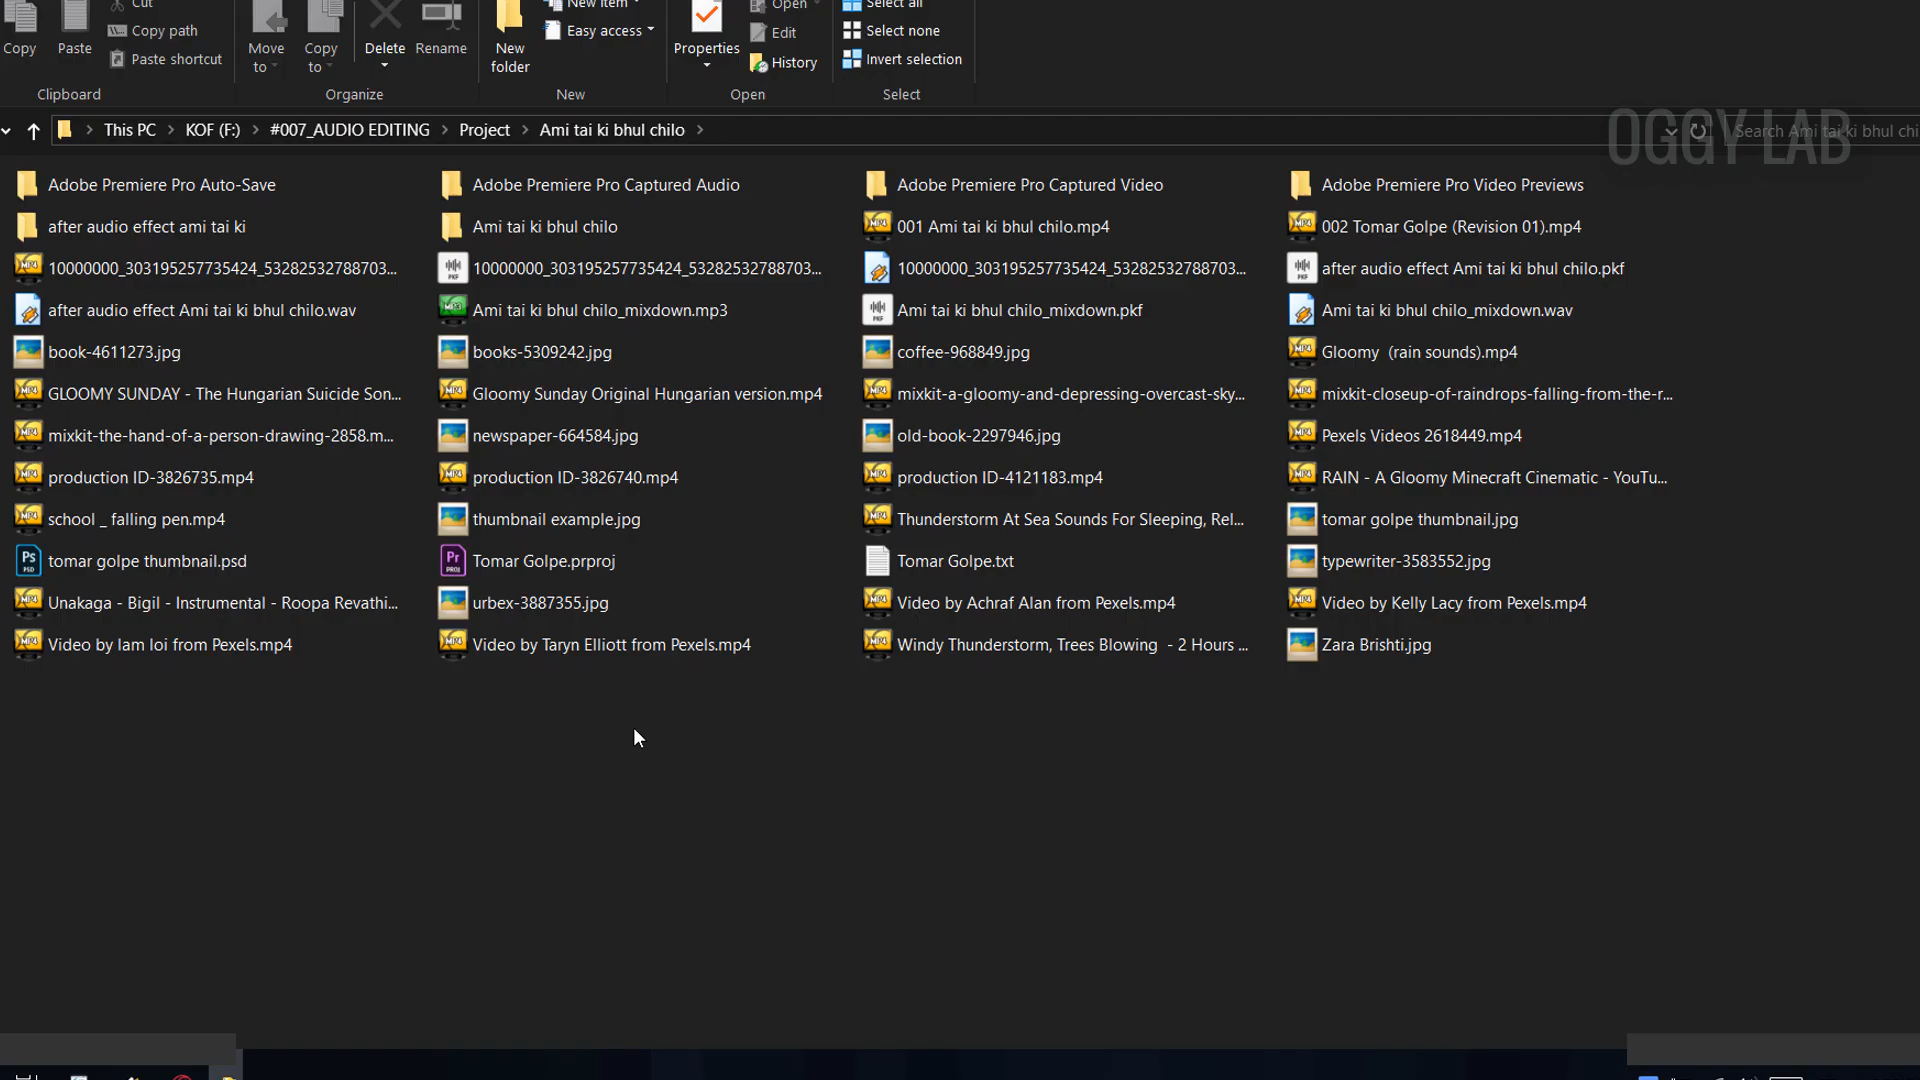 Cut
New item
Open
Select all
Copy path
Easy access
Edit
Select none
Copy
Paste
Paste shortcut
Move to
Copy to
Delete
Rename
New folder
Properties
History
Invert selection
Clipboard
Organize
New
Open
Select
OGGY LAB
This PC > KOF (F:) > #007_AUDIO EDITING > Project > Ami tai ki bhul chilo >
Search Ami tai ki bhul chi
Adobe Premiere Pro Auto-Save
Adobe Premiere Pro Captured Audio
Adobe Premiere Pro Captured Video
Adobe Premiere Pro Video Previews
after audio effect ami tai ki
Ami tai ki bhul chilo
001 Ami tai ki bhul chilo.mp4
002 Tomar Golpe (Revision 01).mp4
10000000_303195257735424_53282532788703...
10000000_303195257735424_53282532788703...
10000000_303195257735424_53282532788703...
after audio effect Ami tai ki bhul chilo.pkf
after audio effect Ami tai ki bhul chilo.wav
Ami tai ki bhul chilo_mixdown.mp3
Ami tai ki bhul chilo_mixdown.pkf
Ami tai ki bhul chilo_mixdown.wav
book-4611273.jpg
books-5309242.jpg
coffee-968849.jpg
Gloomy  (rain sounds).mp4
GLOOMY SUNDAY - The Hungarian Suicide Son...
Gloomy Sunday Original Hungarian version.mp4
mixkit-a-gloomy-and-depressing-overcast-sky...
mixkit-closeup-of-raindrops-falling-from-the-r...
mixkit-the-hand-of-a-person-drawing-2858.m...
newspaper-664584.jpg
old-book-2297946.jpg
Pexels Videos 2618449.mp4
production ID-3826735.mp4
production ID-3826740.mp4
production ID-4121183.mp4
RAIN - A Gloomy Minecraft Cinematic - YouTu...
school _ falling pen.mp4
thumbnail example.jpg
Thunderstorm At Sea Sounds For Sleeping, Rel...
tomar golpe thumbnail.jpg
tomar golpe thumbnail.psd
Tomar Golpe.prproj
Tomar Golpe.txt
typewriter-3583552.jpg
Unakaga - Bigil - Instrumental - Roopa Revathi...
urbex-3887355.jpg
Video by Achraf Alan from Pexels.mp4
Video by Kelly Lacy from Pexels.mp4
Video by lam loi from Pexels.mp4
Video by Taryn Elliott from Pexels.mp4
Windy Thunderstorm, Trees Blowing  - 2 Hours ...
Zara Brishti.jpg